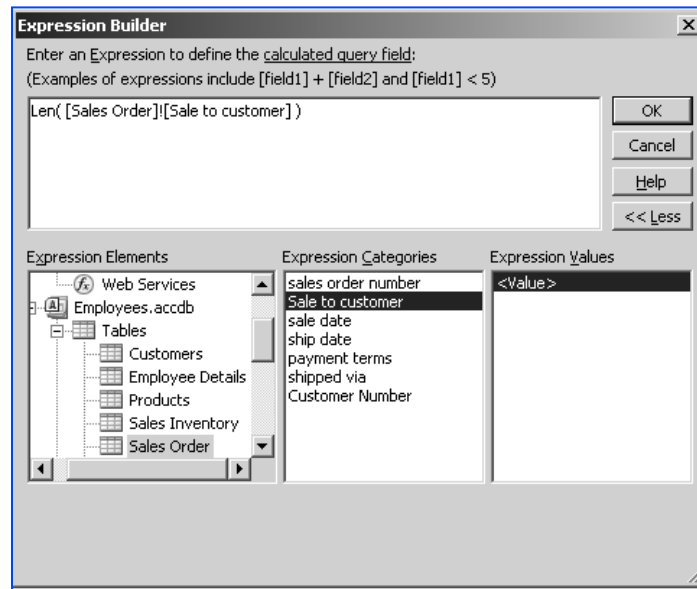 Expression Builder
Enter an Expression to define the calculated query field:
(Examples of expressions include [field1] + [field2] and [field1] < 5)
Len( [Sales Order]![Sale to customer] )
OK
Cancel
Help
<< Less
Expression Elements
Expression Categories
Expression Values
Web Services
Employees.accdb
Tables
Customers
Employee Details
Products
Sales Inventory
Sales Order
sales order number
Sale to customer
sale date
ship date
payment terms
shipped via
Customer Number
<Value>